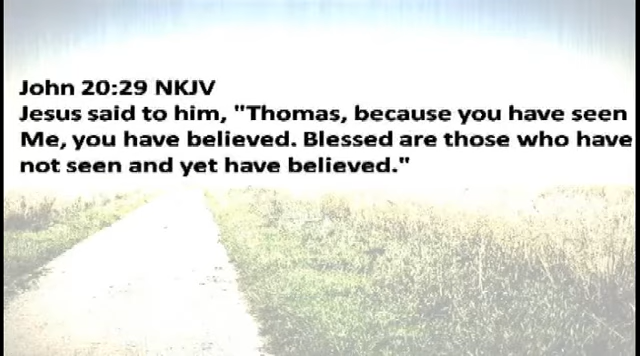 John 20:29 NKJV
Jesus said to him, "Thomas, because you have seen
Me, you have believed. Blessed are those who have
not seen and yet have believed."